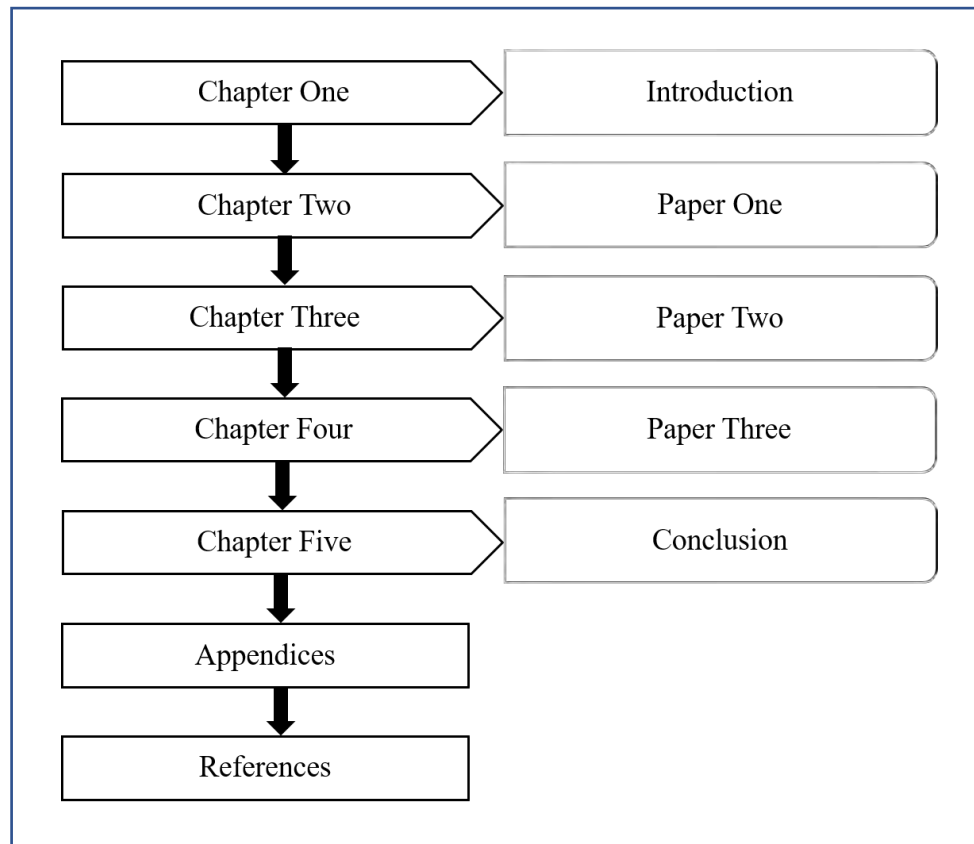 Chapter One
Introduction
Chapter Two
Paper One
Chapter Three
Paper Two
Chapter Four
Paper Three
Chapter Five
Conclusion
Appendices
References